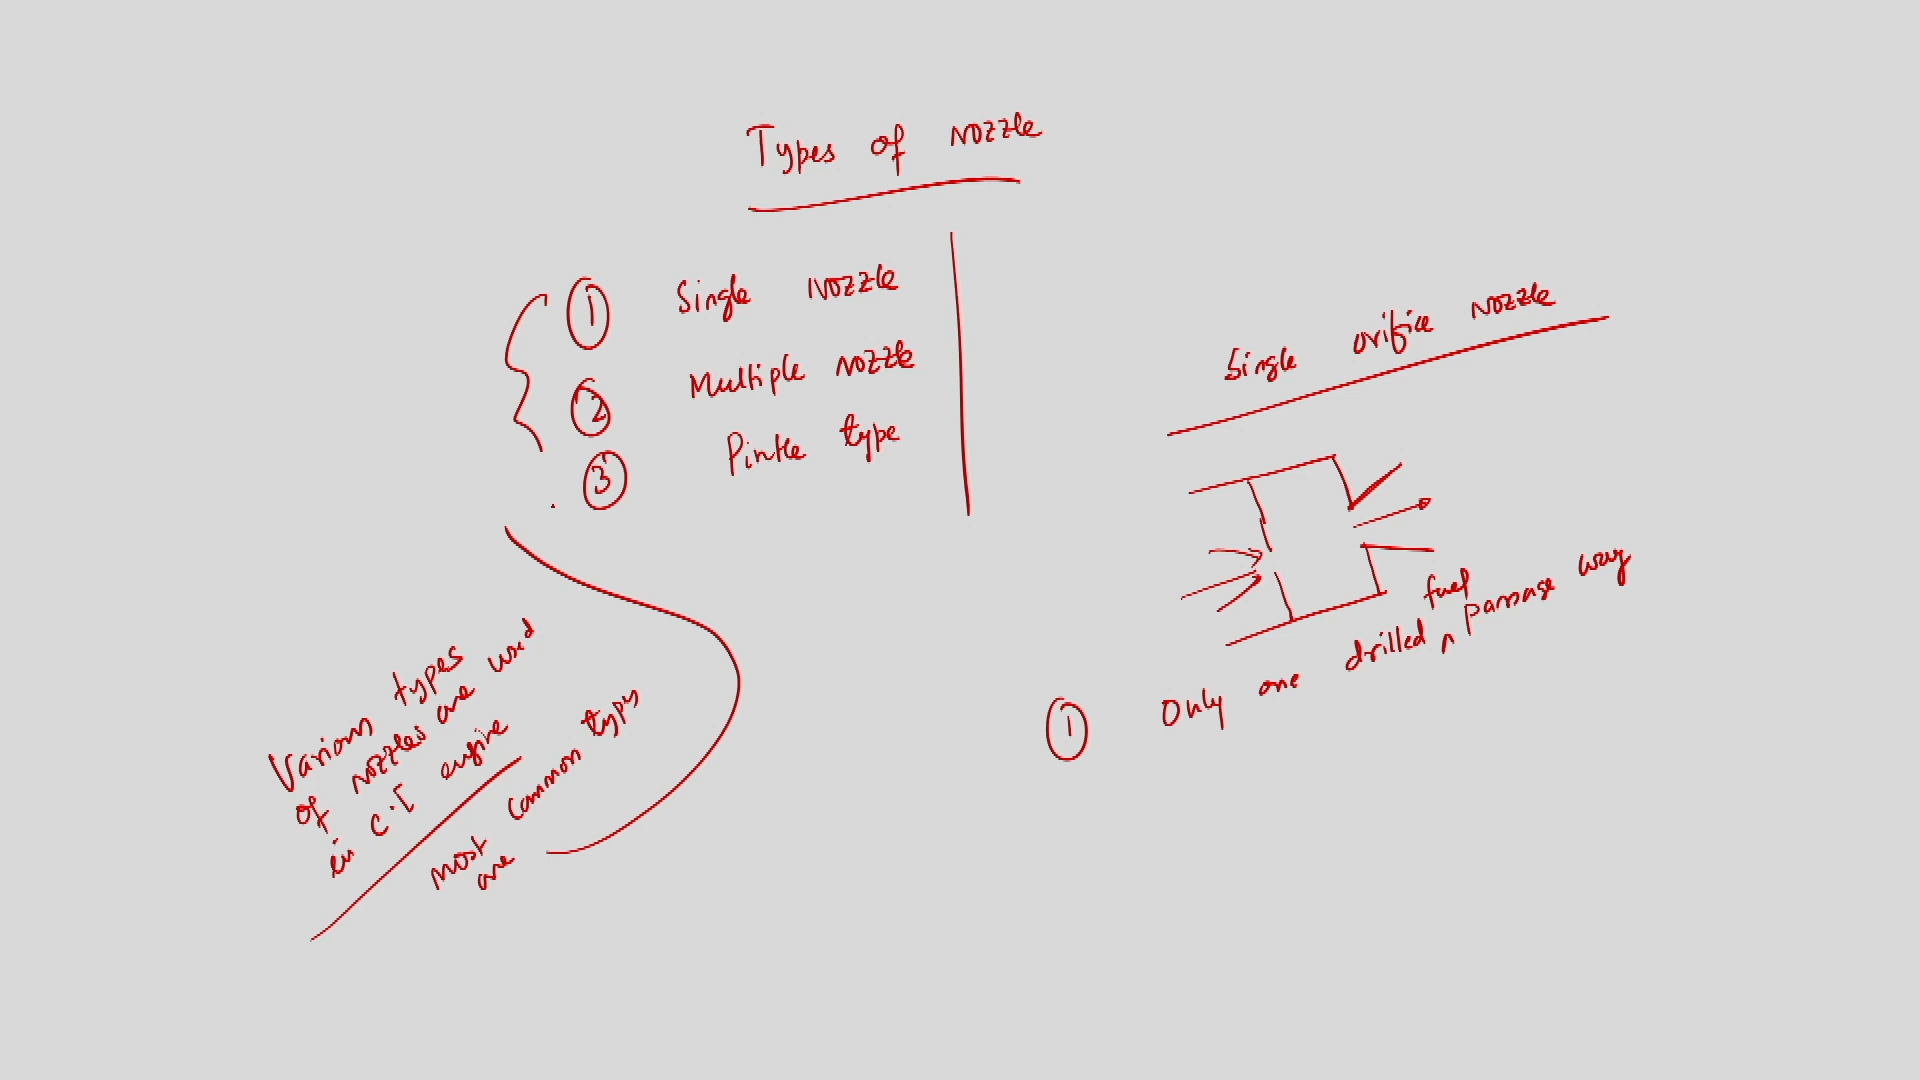 Types of nozzle
① Single Nozzle
② Multiple nozzle
③ Pintle type
Various types
of nozzles are used
in C.I engine
most common types
are
Single orifice nozzle
① Only one drilled ^ fuel passage way